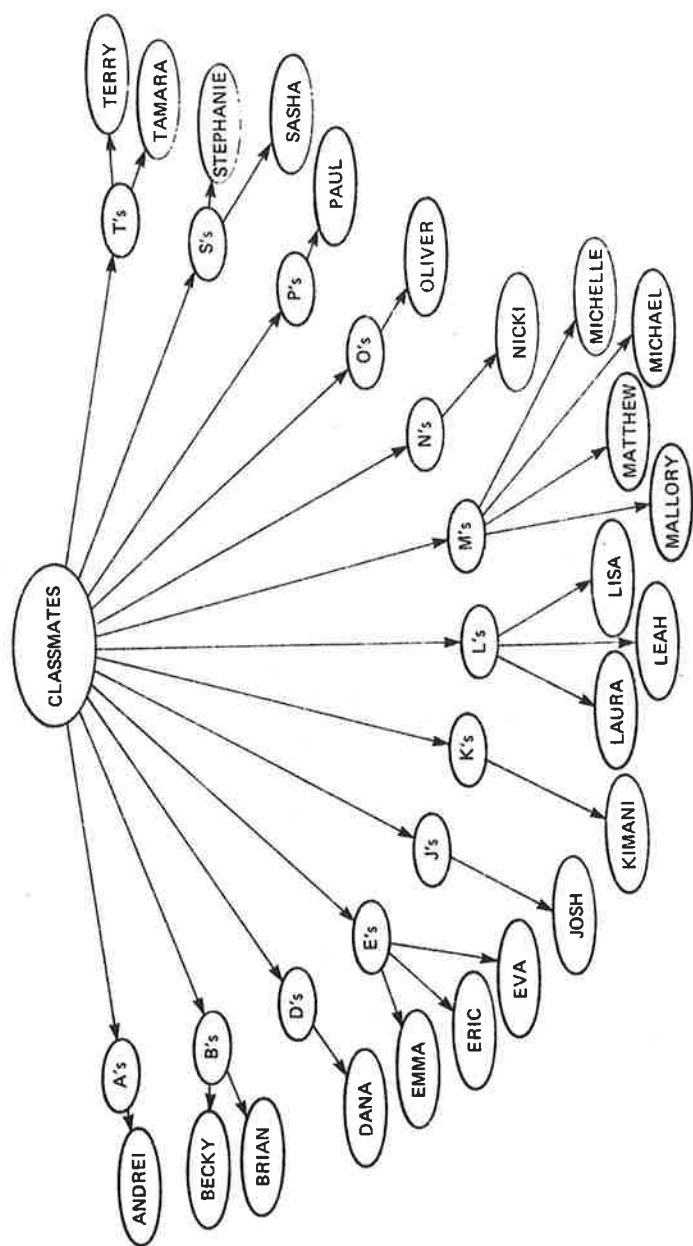 CLASSMATES
A's
ANDREI
B's
BECKY
BRIAN
D's
DANA
E's
EMMA
ERIC
EVA
J's
JOSH
K's
KIMANI
L's
LAURA
LEAH
LISA
M's
MALLORY
MATTHEW
MICHAEL
MICHELLE
N's
NICKI
O's
OLIVER
P's
PAUL
S's
SASHA
STEPHANIE
T's
TAMARA
TERRY